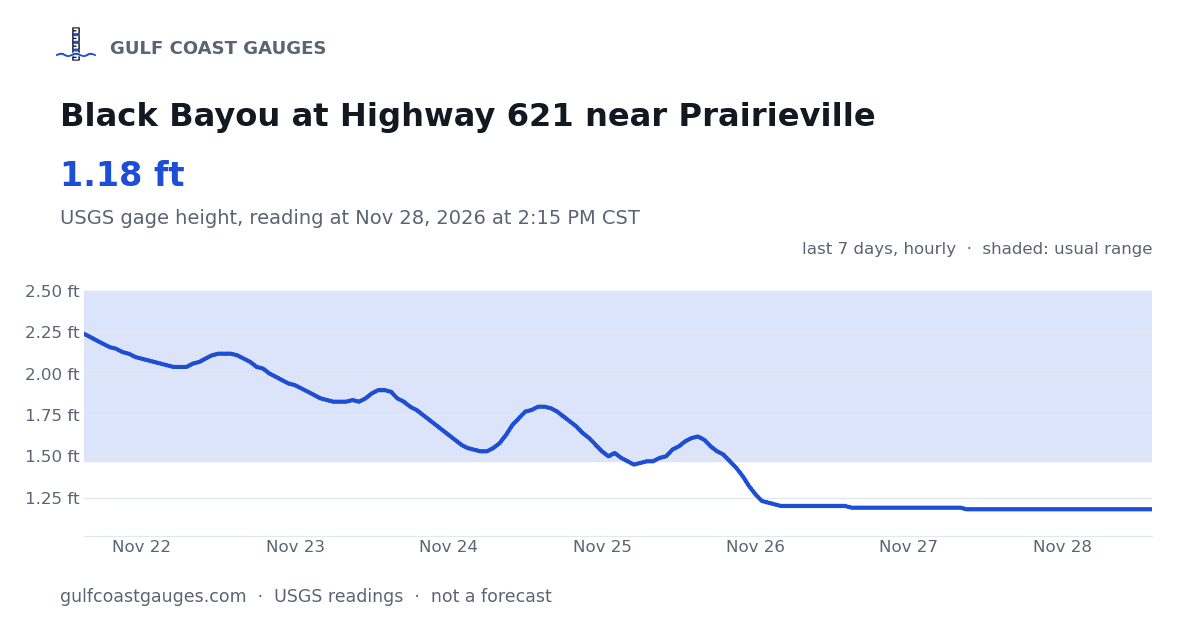 GULF COAST GAUGES
Black Bayou at Highway 621 near Prairieville
1.18 ft
USGS gage height, reading at Nov 28, 2026 at 2:15 PM CST
last 7 days, hourly · shaded: usual range
2.50 ft
2.25 ft
2.00 ft
1.75 ft
1.50 ft
1.25 ft
Nov 22 Nov 23 Nov 24 Nov 25 Nov 26 Nov 27 Nov 28
gulfcoastgauges.com · USGS readings · not a forecast